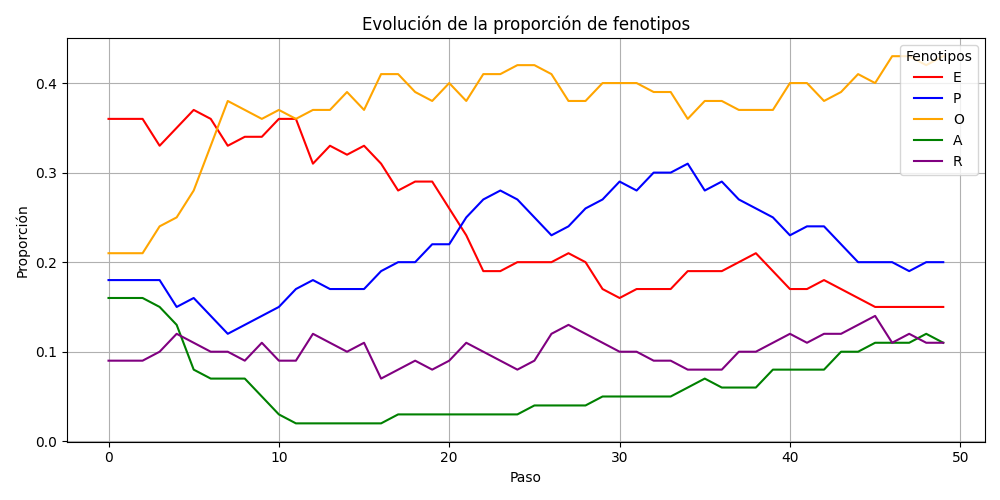 Evolución de la proporción de fenotipos
Proporción
0.4
0.3
0.2
0.1
0.0
0
10
20
30
40
50
Paso
Fenotipos
E
P
O
A
R